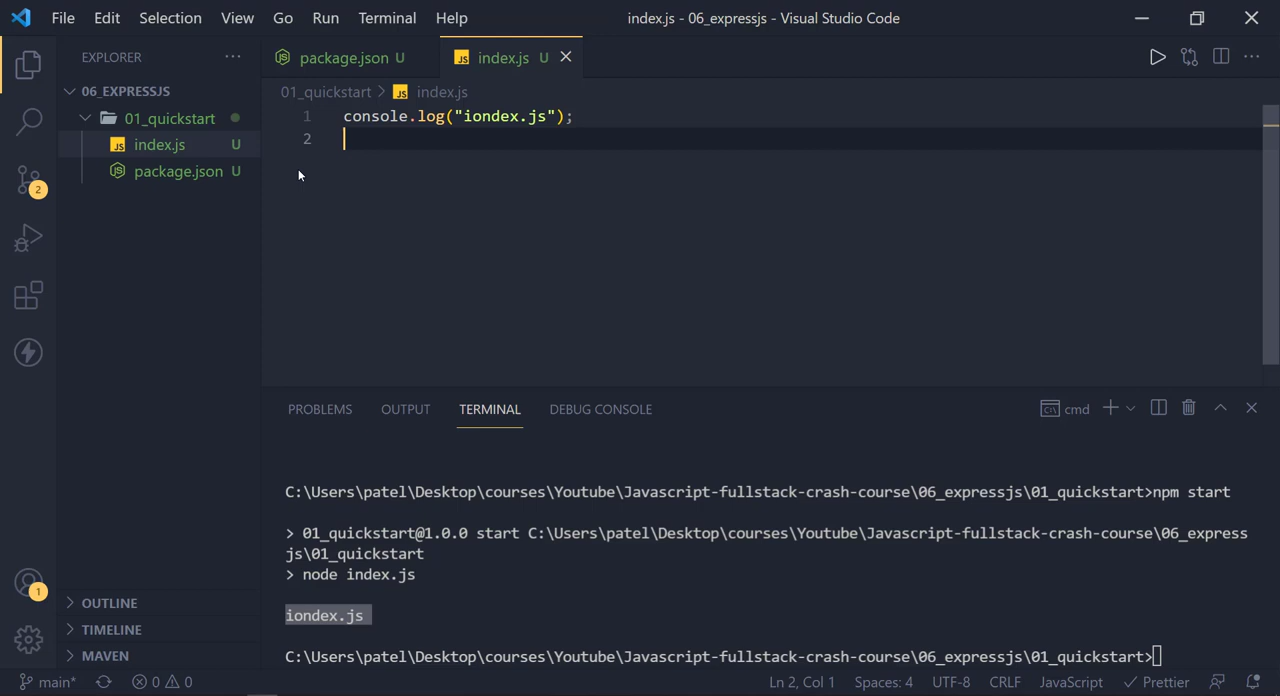 File Edit Selection View Go Run Terminal Help index.js - 06_expressjs - Visual Studio Code
EXPLORER
package.json U
JS index.js U
06_EXPRESSJS
01_quickstart
JS index.js U
package.json U
01_quickstart > JS index.js
1 console.log("iondex.js");
2
2
PROBLEMS OUTPUT TERMINAL DEBUG CONSOLE
cmd
C:\Users\patel\Desktop\courses\Youtube\Javascript-fullstack-crash-course\06_expressjs\01_quickstart>npm start
> 01_quickstart@1.0.0 start C:\Users\patel\Desktop\courses\Youtube\Javascript-fullstack-crash-course\06_express
js\01_quickstart
> node index.js
iondex.js
C:\Users\patel\Desktop\courses\Youtube\Javascript-fullstack-crash-course\06_expressjs\01_quickstart>
1
OUTLINE
TIMELINE
MAVEN
main* 0 0 Ln 2, Col 1 Spaces: 4 UTF-8 CRLF JavaScript Prettier